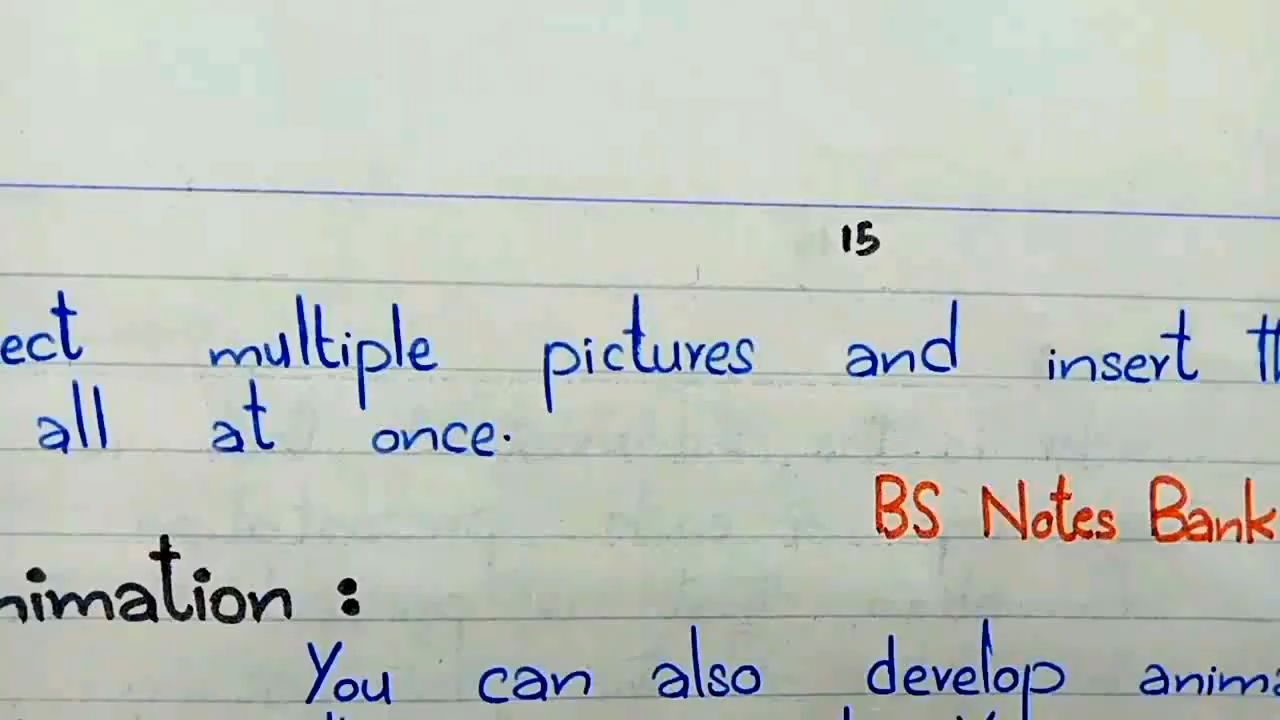 15
ect multiple pictures and insert th
all at once.
BS Notes Bank
nimation :
You can also develop anima